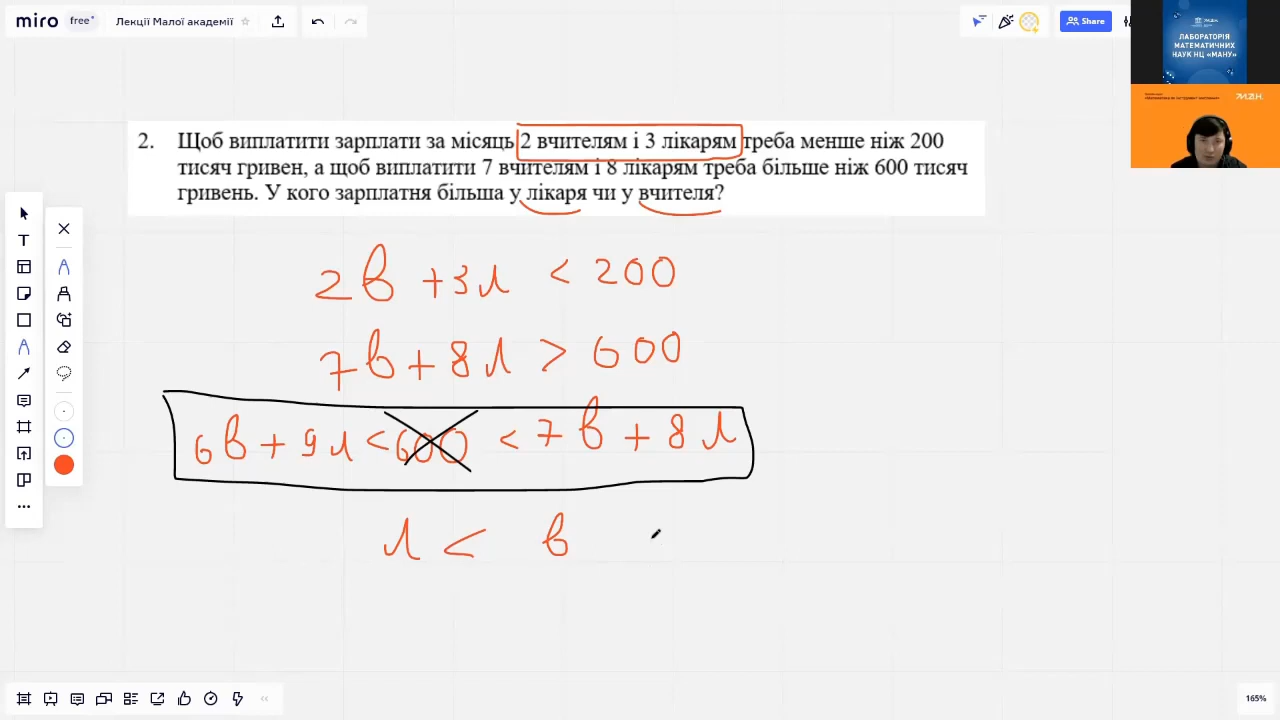 miro free
Лекції Малої академії
Share
ЛАБОРАТОРІЯ
МАТЕМАТИЧНИХ
НАУК НЦ «МАНУ»
2. Щоб виплатити зарплати за місяць 2 вчителям і 3 лікарям треба менше ніж 200
тисяч гривен, а щоб виплатити 7 вчителям і 8 лікарям треба більше ніж 600 тисяч
гривень. У кого зарплатня більша у лікаря чи у вчителя?
2в + 3л < 200
7в + 8л > 600
6в + 9л < 600 < 7в + 8л
л < в
165%